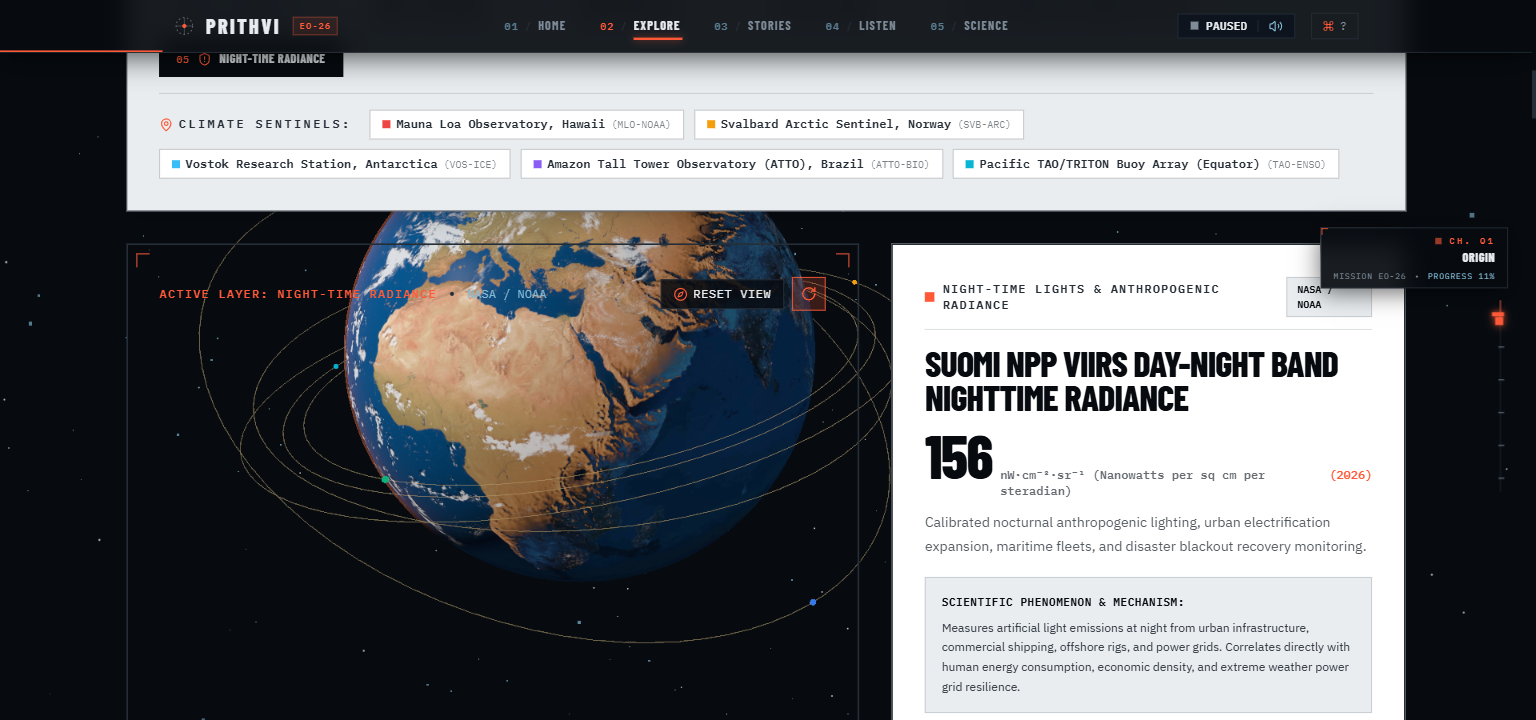 PRITHVI
EO-26
01 / HOME
02 / EXPLORE
03 / STORIES
04 / LISTEN
05 / SCIENCE
PAUSED
⌘ ?
05 NIGHT-TIME RADIANCE
CLIMATE SENTINELS:
Mauna Loa Observatory, Hawaii (MLO-NOAA)
Svalbard Arctic Sentinel, Norway (SVB-ARC)
Vostok Research Station, Antarctica (VOS-ICE)
Amazon Tall Tower Observatory (ATTO), Brazil (ATTO-BIO)
Pacific TAO/TRITON Buoy Array (Equator) (TAO-ENSO)
CH. 01
ORIGIN
MISSION EO-26 • PROGRESS 11%
ACTIVE LAYER: NIGHT-TIME RADIANCE • NASA / NOAA
RESET VIEW
NIGHT-TIME LIGHTS & ANTHROPOGENIC
RADIANCE
NASA /
NOAA
SUOMI NPP VIIRS DAY-NIGHT BAND
NIGHTTIME RADIANCE
156
nW·cm⁻²·sr⁻¹ (Nanowatts per sq cm per
steradian)
(2026)
Calibrated nocturnal anthropogenic lighting, urban electrification
expansion, maritime fleets, and disaster blackout recovery monitoring.
SCIENTIFIC PHENOMENON & MECHANISM:
Measures artificial light emissions at night from urban infrastructure,
commercial shipping, offshore rigs, and power grids. Correlates directly with
human energy consumption, economic density, and extreme weather power
grid resilience.